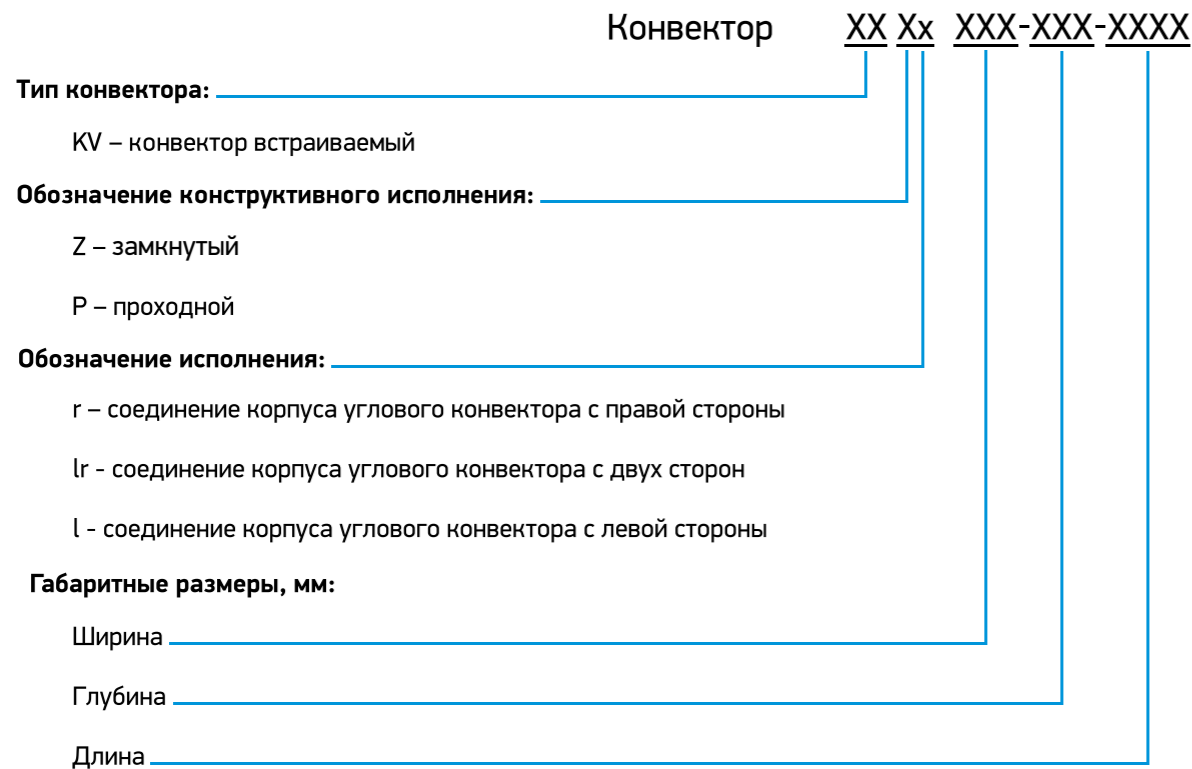 Конвектор XX Xx XXX-XXX-XXXX
Тип конвектора:
KV – конвектор встраиваемый
Обозначение конструктивного исполнения:
Z – замкнутый
P – проходной
Обозначение исполнения:
r – соединение корпуса углового конвектора с правой стороны
lr - соединение корпуса углового конвектора с двух сторон
l - соединение корпуса углового конвектора с левой стороны
Габаритные размеры, мм:
Ширина
Глубина
Длина